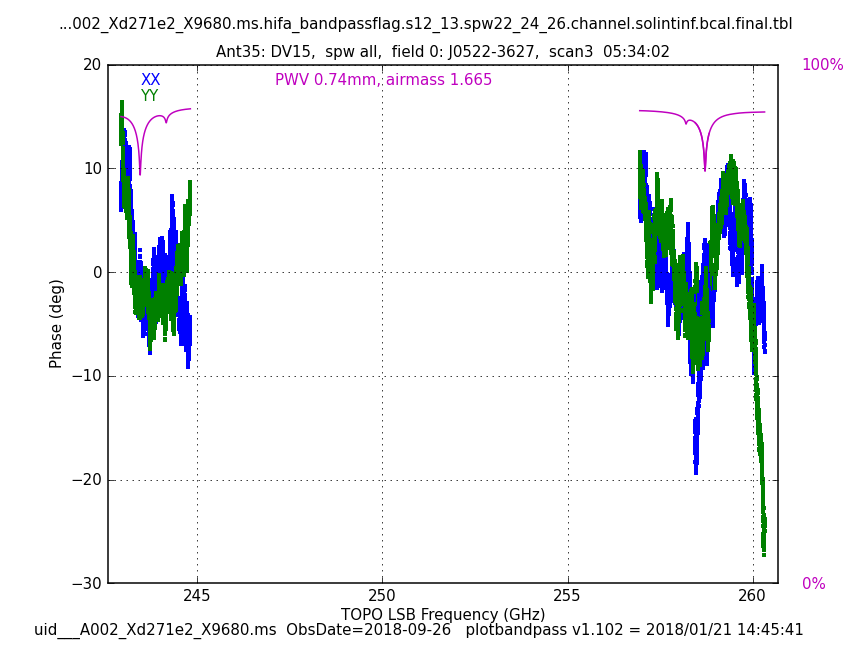 ...002_Xd271e2_X9680.ms.hifa_bandpassflag.s12_13.spw22_24_26.channel.solintinf.bcal.final.tbl
Ant35: DV15,  spw all,  field 0: J0522-3627,  scan3  05:34:02
20
10
0
−10
−20
−30
Phase (deg)
XX
YY
PWV 0.74mm, airmass 1.665
100%
0%
245
250
255
260
TOPO LSB Frequency (GHz)
uid___A002_Xd271e2_X9680.ms  ObsDate=2018-09-26   plotbandpass v1.102 = 2018/01/21 14:45:41